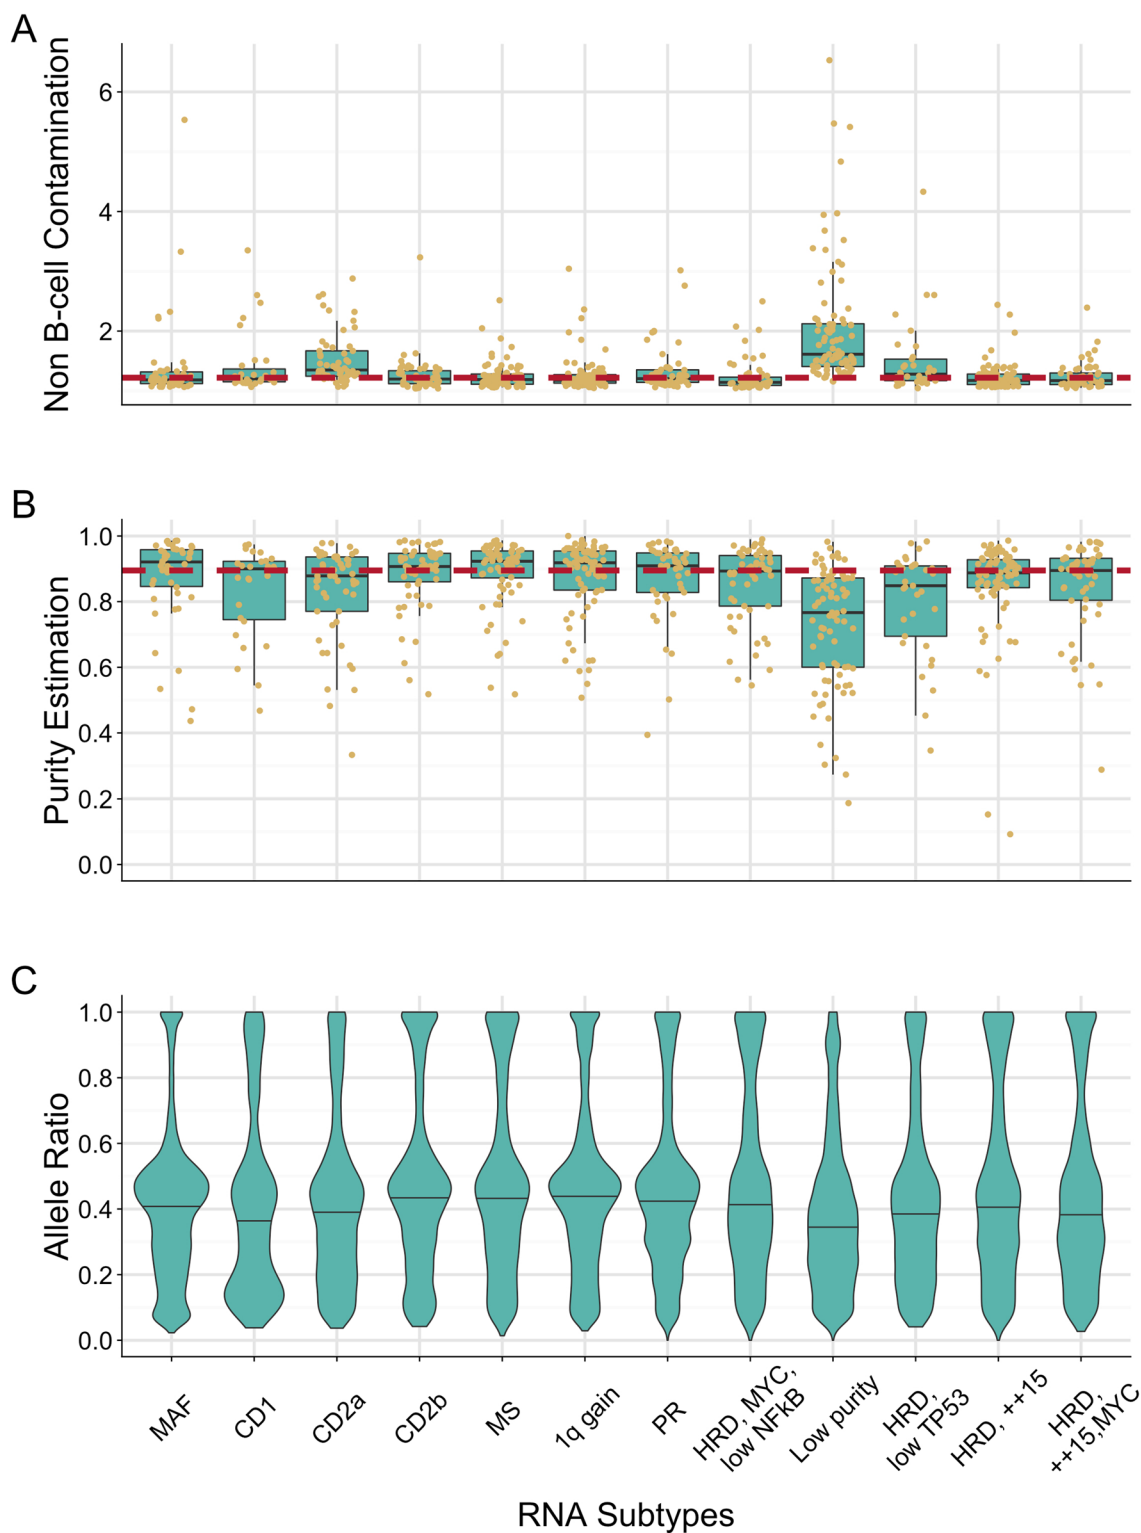 A
Non B-cell Contamination
6
4
2
B
Purity Estimation
1.0
0.8
0.6
0.4
0.2
0.0
C
Allele Ratio
1.0
0.8
0.6
0.4
0.2
0.0
MAF
CD1
CD2a
CD2b
MS
1q gain
PR
HRD, MYC,
low NFkB
Low purity
HRD,
low TP53
HRD, ++15
HRD,
++15,MYC
RNA Subtypes